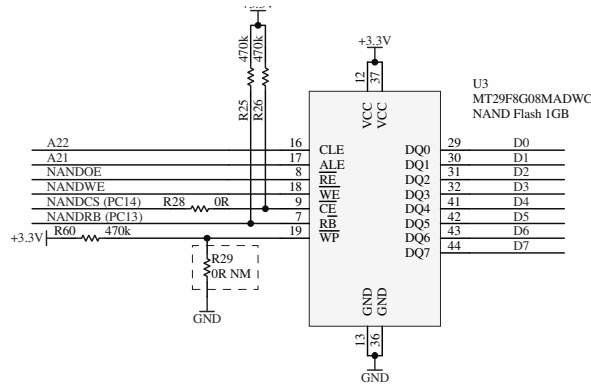 +3.3V
470k
470k
R25
R26
+3.3V
12
37
VCC
VCC
U3
MT29F8G08MADWC
NAND Flash 1GB
A22 16 CLE DQ0 29 D0
A21 17 ALE DQ1 30 D1
NANDOE 8 RE DQ2 31 D2
NANDWE 18 WE DQ3 32 D3
NANDCS (PC14) R28 0R 9 CE DQ4 41 D4
NANDRB (PC13) 7 RB DQ5 42 D5
+3.3V R60 470k 19 WP DQ6 43 D6
DQ7 44 D7
R29
0R NM
GND
GND
GND
13
36
GND